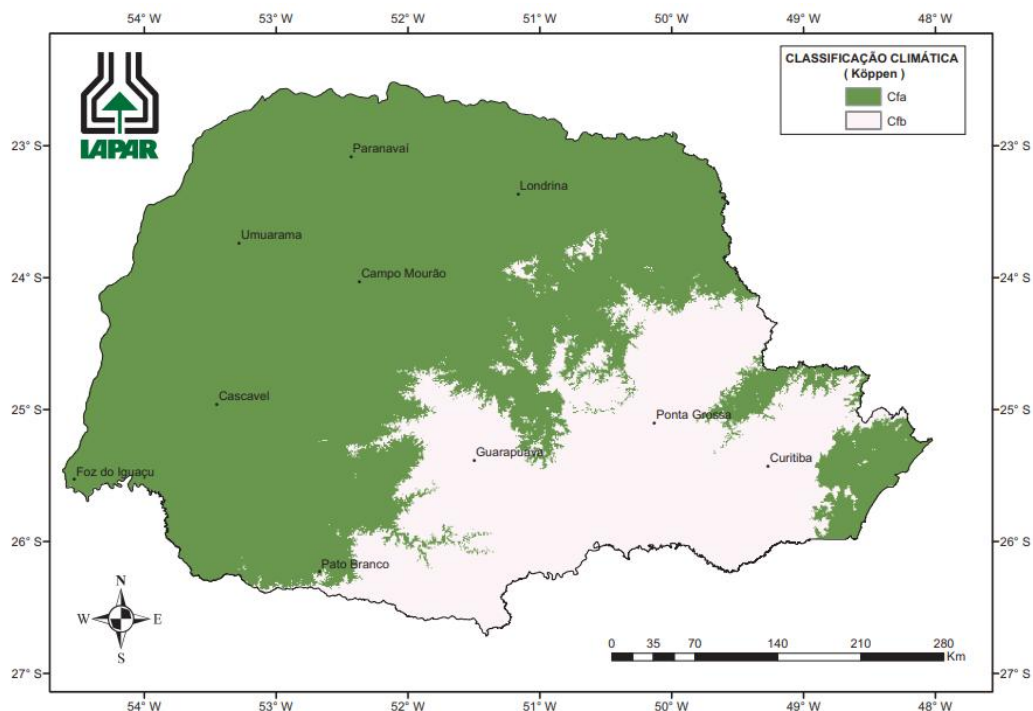 54° W 53° W 52° W 51° W 50° W 49° W 48° W
CLASSIFICAÇÃO CLIMÁTICA
( Köppen )
Cfa
Cfb
IAPAR
23° S 23° S
Paranavaí
Londrina
Umuarama
24° S 24° S
Campo Mourão
Cascavel
25° S 25° S
Ponta Grossa
Guarapuava
Curitiba
Foz do Iguaçu
26° S 26° S
Pato Branco
N
W E
S
0 35 70 140 210 280
Km
27° S 27° S
54° W 53° W 52° W 51° W 50° W 49° W 48° W